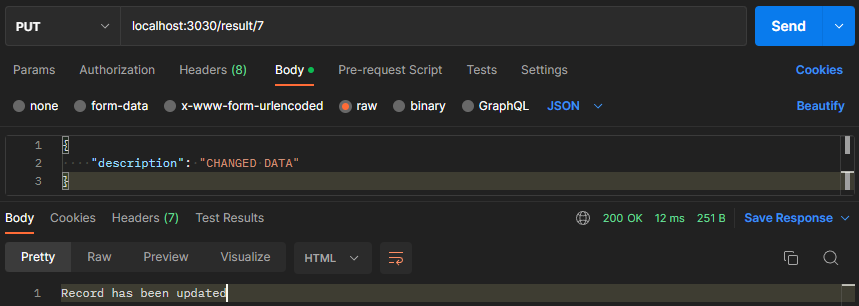 PUT localhost:3030/result/7 Send
Params Authorization Headers (8) Body Pre-request Script Tests Settings Cookies
none form-data x-www-form-urlencoded raw binary GraphQL JSON Beautify
1 {
2 "description": "CHANGED DATA"
3 }
Body Cookies Headers (7) Test Results 200 OK 12 ms 251 B Save Response
Pretty Raw Preview Visualize HTML
1 Record has been updated